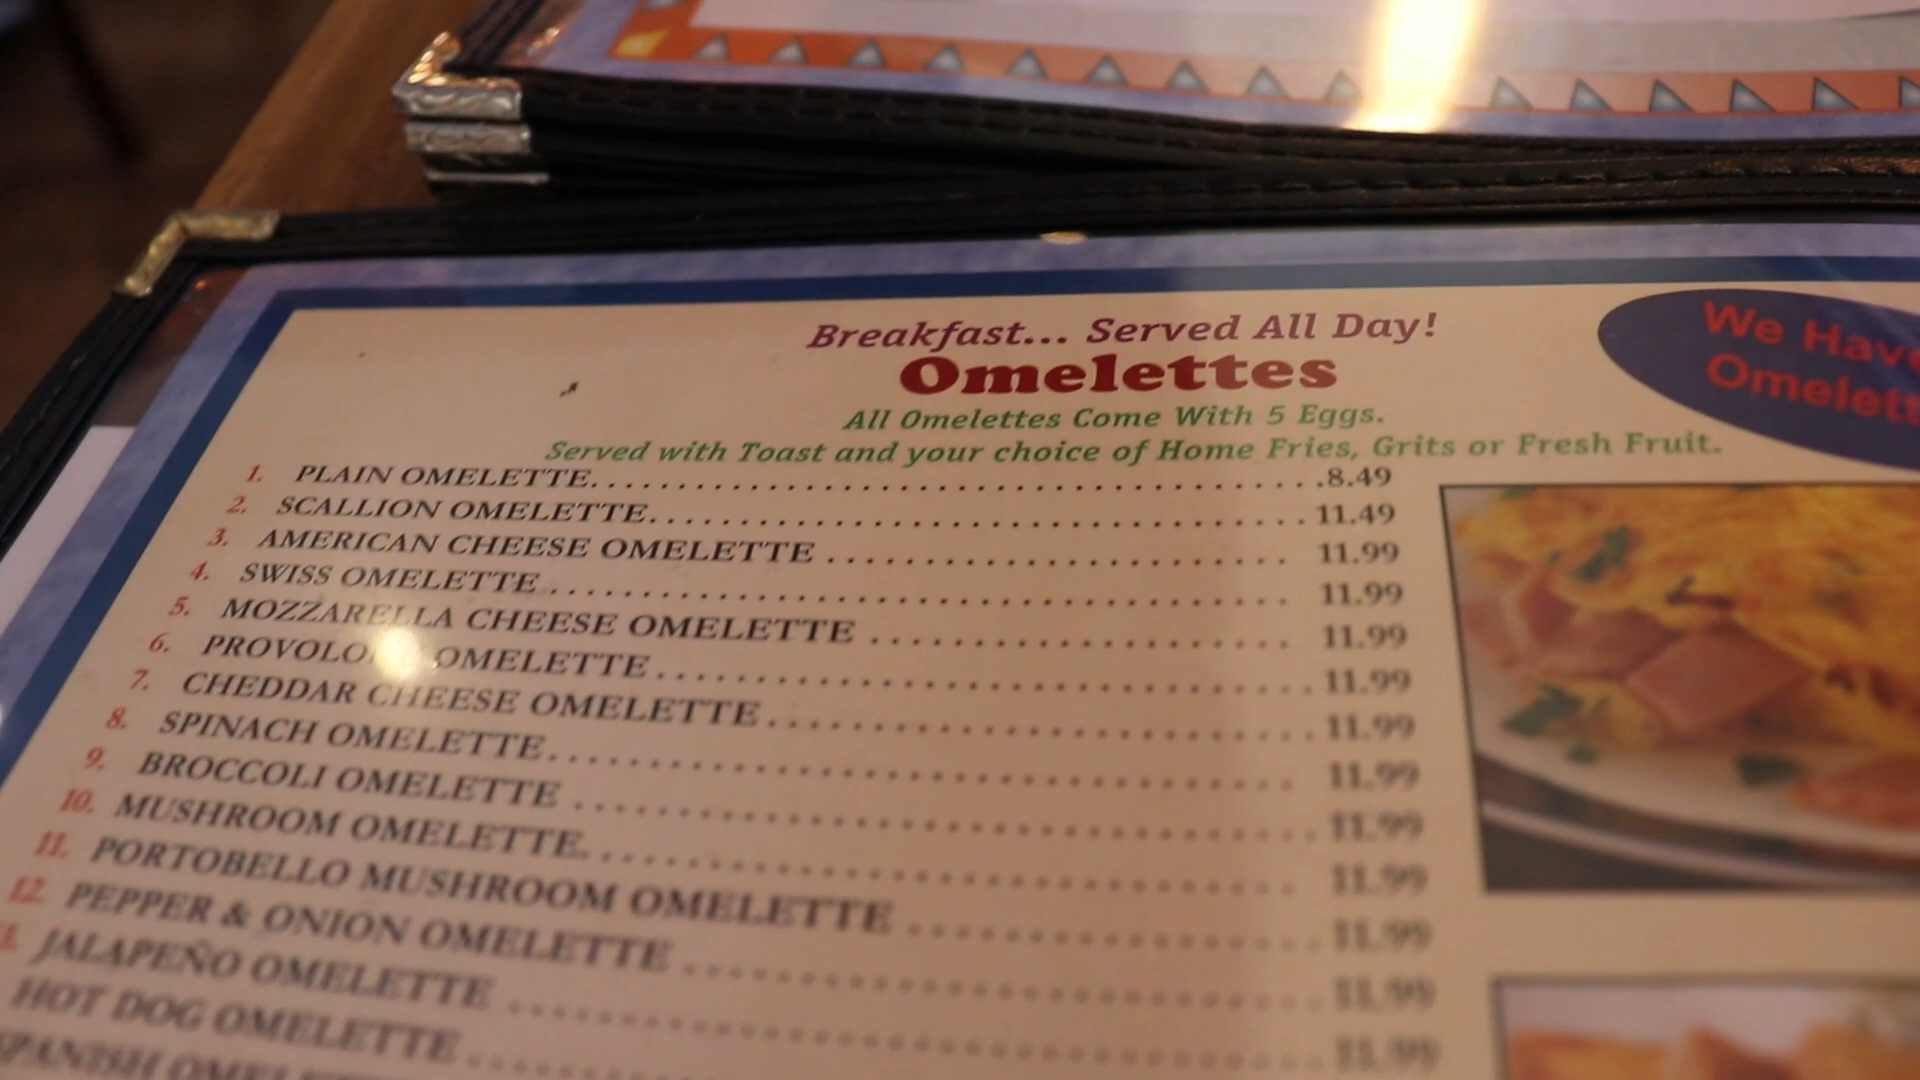 Breakfast... Served All Day!
Omelettes
All Omelettes Come With 5 Eggs.
Served with Toast and your choice of Home Fries, Grits or Fresh Fruit.
We Have
Omelett
1. PLAIN OMELETTE 8.49
2. SCALLION OMELETTE 11.49
3. AMERICAN CHEESE OMELETTE 11.99
4. SWISS OMELETTE 11.99
5. MOZZARELLA CHEESE OMELETTE 11.99
6. PROVOLO OMELETTE 11.99
7. CHEDDAR CHEESE OMELETTE 11.99
8. SPINACH OMELETTE 11.99
9. BROCCOLI OMELETTE 11.99
10. MUSHROOM OMELETTE 11.99
11. PORTOBELLO MUSHROOM OMELETTE 11.99
12. PEPPER & ONION OMELETTE 11.99
JALAPEÑO OMELETTE 11.99
HOT DOG OMELETTE
SPANISH